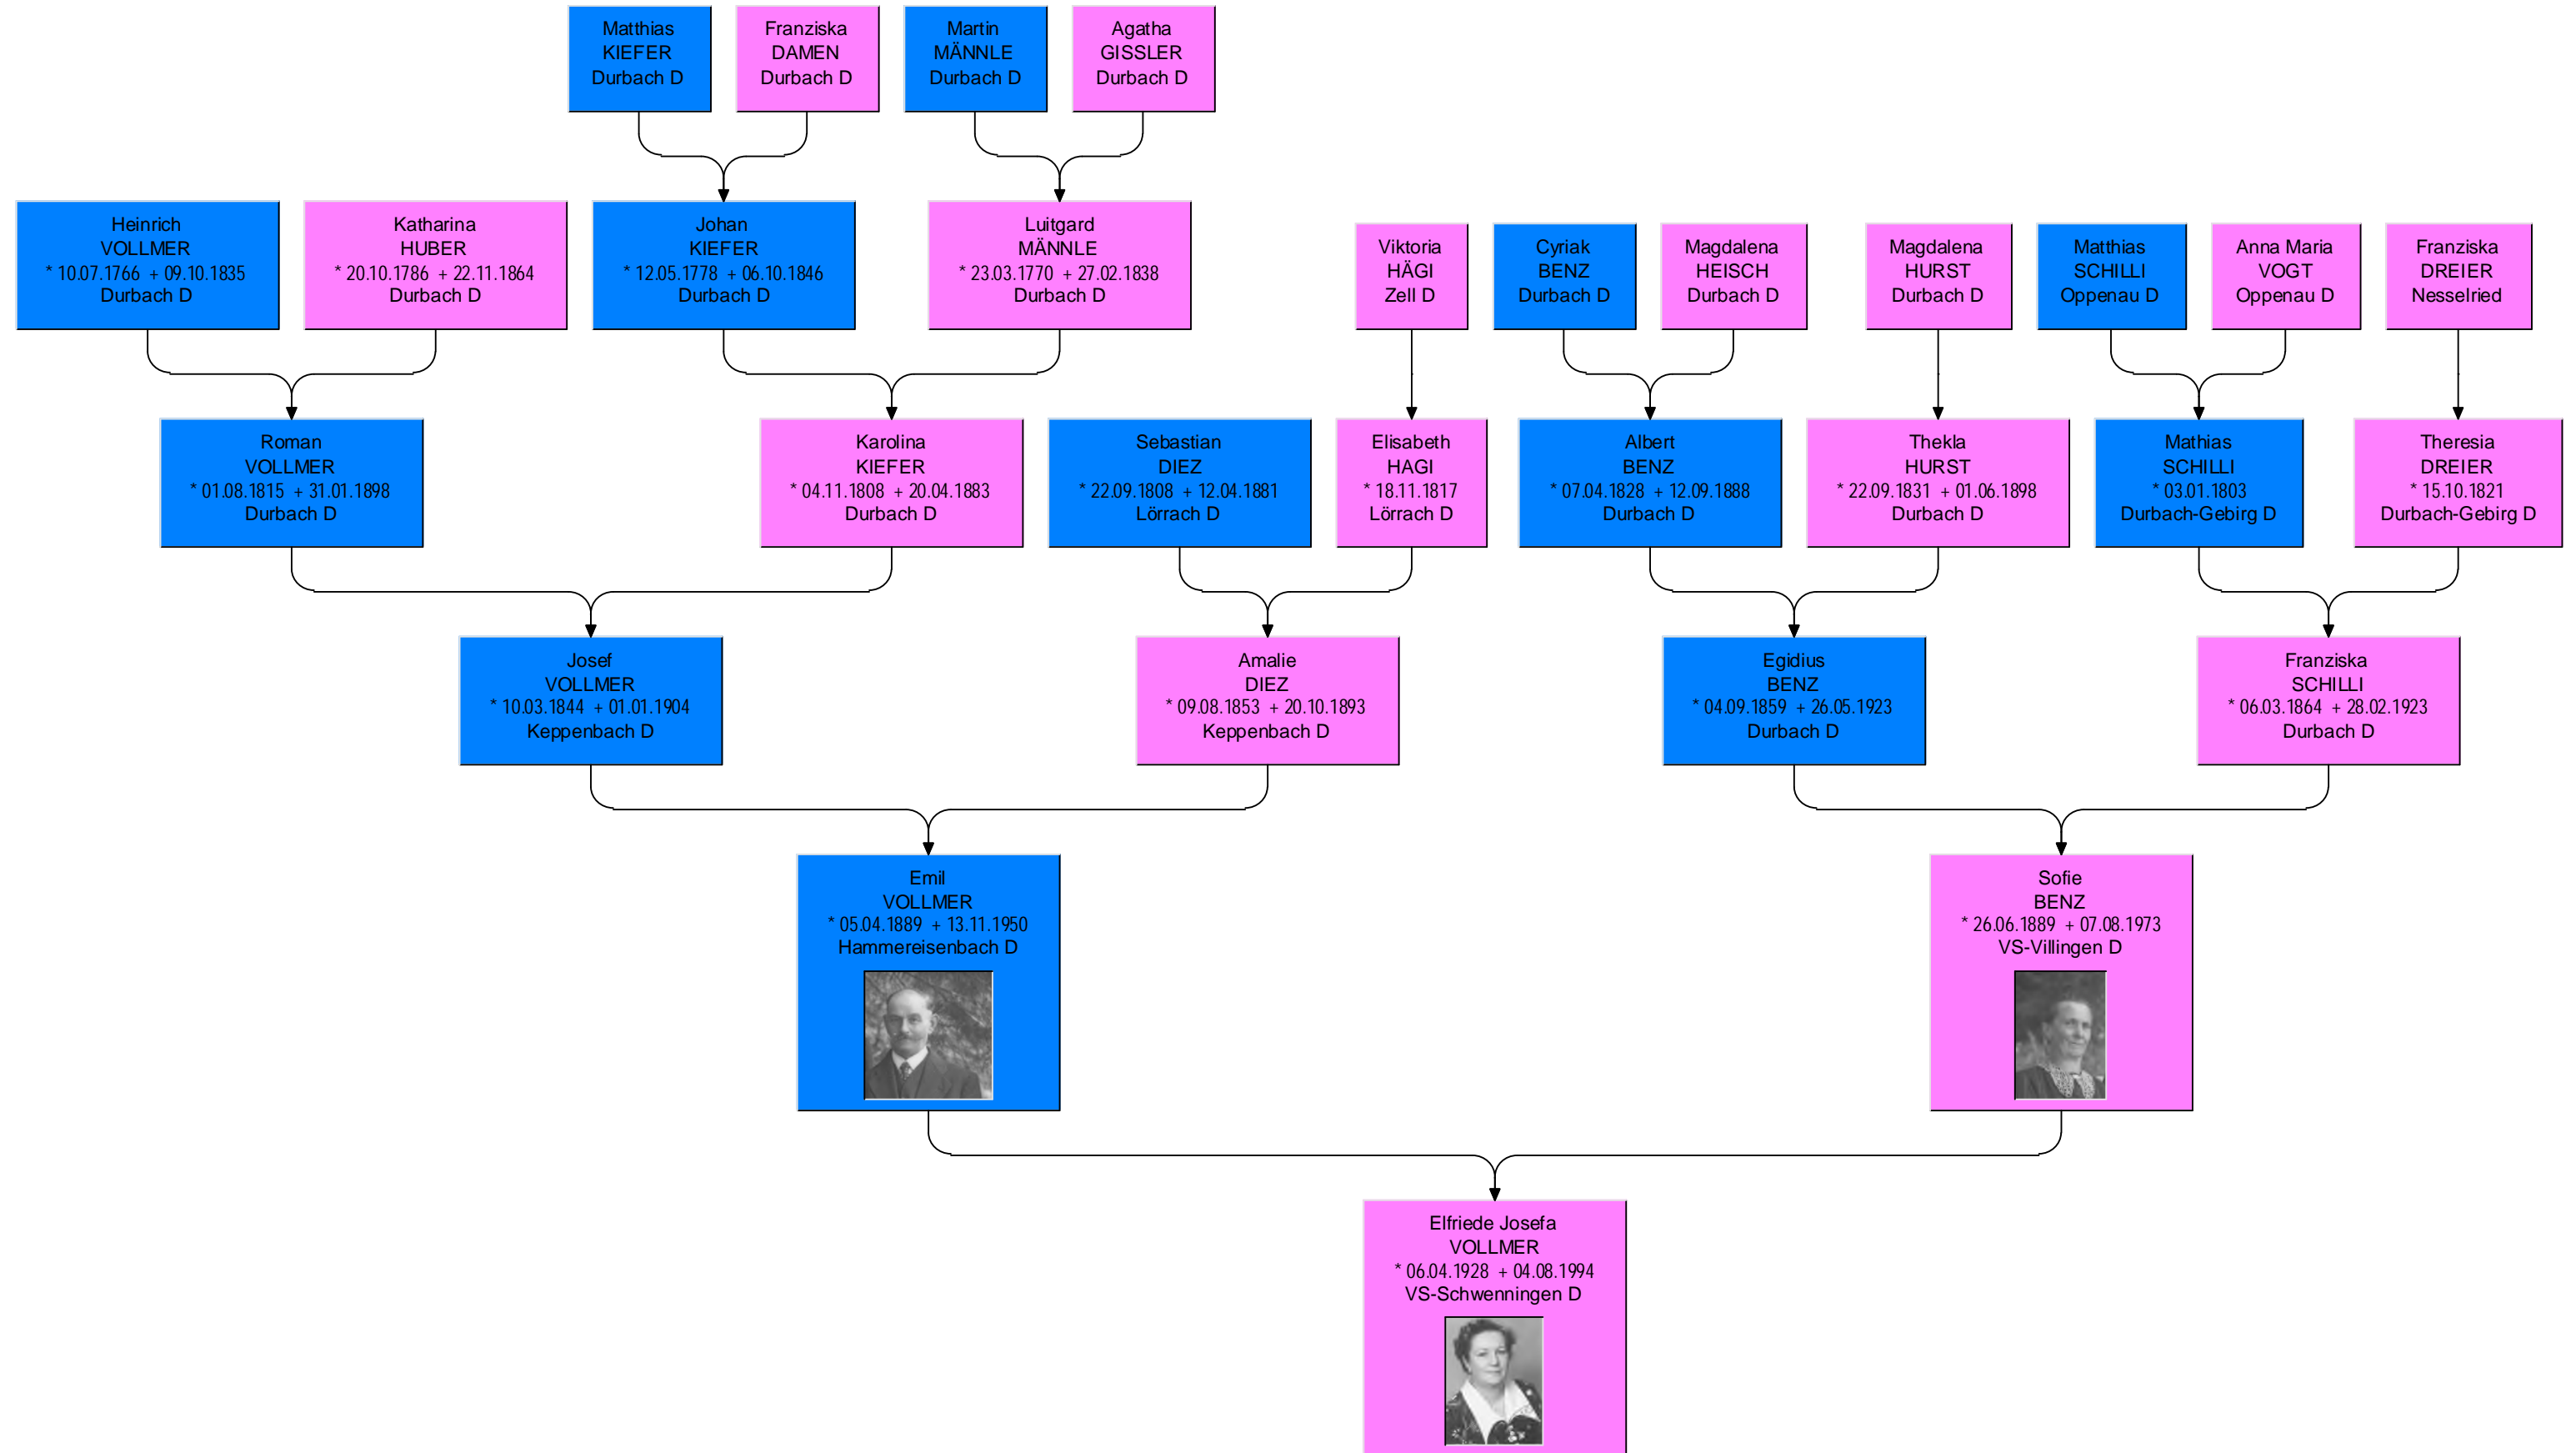 Matthias
KIEFER
Durbach D
Franziska
DAMEN
Durbach D
Martin
MÄNNLE
Durbach D
Agatha
GISSLER
Durbach D
Heinrich
VOLLMER
* 10.07.1766 + 09.10.1835
Durbach D
Katharina
HUBER
* 20.10.1786 + 22.11.1864
Durbach D
Johan
KIEFER
* 12.05.1778 + 06.10.1846
Durbach D
Luitgard
MÄNNLE
* 23.03.1770 + 27.02.1838
Durbach D
Viktoria
HÄGI
Zell D
Cyriak
BENZ
Durbach D
Magdalena
HEISCH
Durbach D
Magdalena
HURST
Durbach D
Matthias
SCHILLI
Oppenau D
Anna Maria
VOGT
Oppenau D
Franziska
DREIER
Nesselried
Roman
VOLLMER
* 01.08.1815 + 31.01.1898
Durbach D
Karolina
KIEFER
* 04.11.1808 + 20.04.1883
Durbach D
Sebastian
DIEZ
* 22.09.1808 + 12.04.1881
Lörrach D
Elisabeth
HAGI
* 18.11.1817
Lörrach D
Albert
BENZ
* 07.04.1828 + 12.09.1888
Durbach D
Thekla
HURST
* 22.09.1831 + 01.06.1898
Durbach D
Mathias
SCHILLI
* 03.01.1803
Durbach-Gebirg D
Theresia
DREIER
* 15.10.1821
Durbach-Gebirg D
Josef
VOLLMER
* 10.03.1844 + 01.01.1904
Keppenbach D
Amalie
DIEZ
* 09.08.1853 + 20.10.1893
Keppenbach D
Egidius
BENZ
* 04.09.1859 + 26.05.1923
Durbach D
Franziska
SCHILLI
* 06.03.1864 + 28.02.1923
Durbach D
Emil
VOLLMER
* 05.04.1889 + 13.11.1950
Hammereisenbach D
Sofie
BENZ
* 26.06.1889 + 07.08.1973
VS-Villingen D
Elfriede Josefa
VOLLMER
* 06.04.1928 + 04.08.1994
VS-Schwenningen D